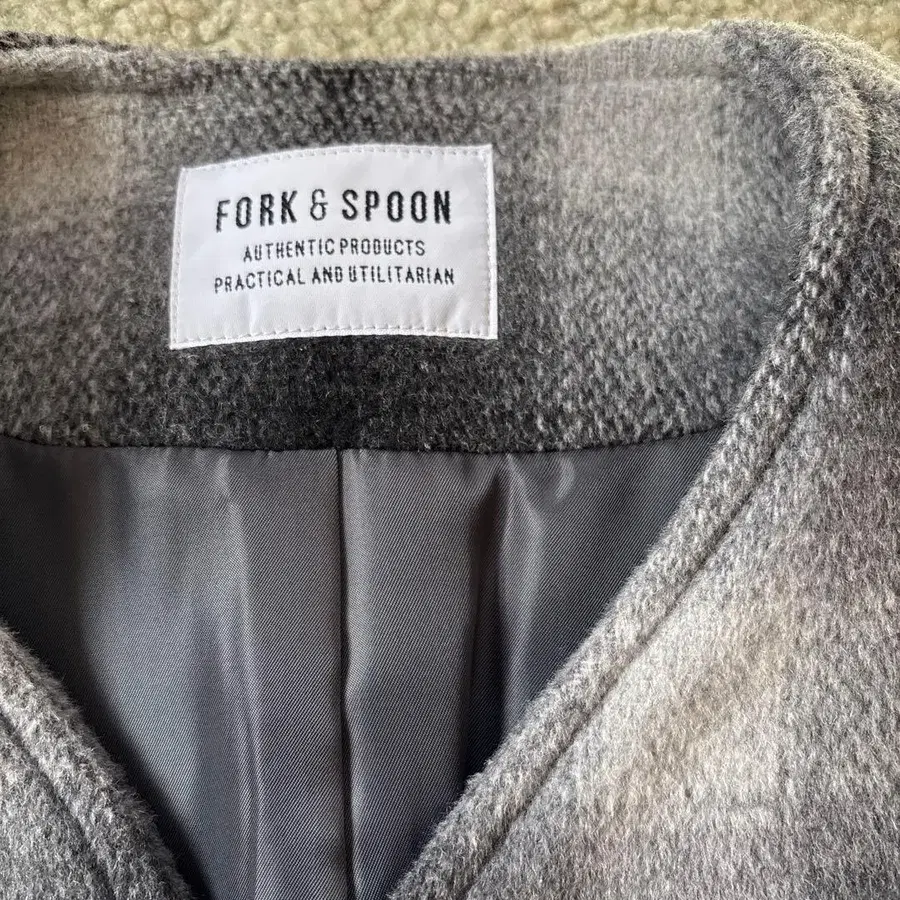 FORK & SPOON
AUTHENTIC PRODUCTS
PRACTICAL AND UTILITARIAN